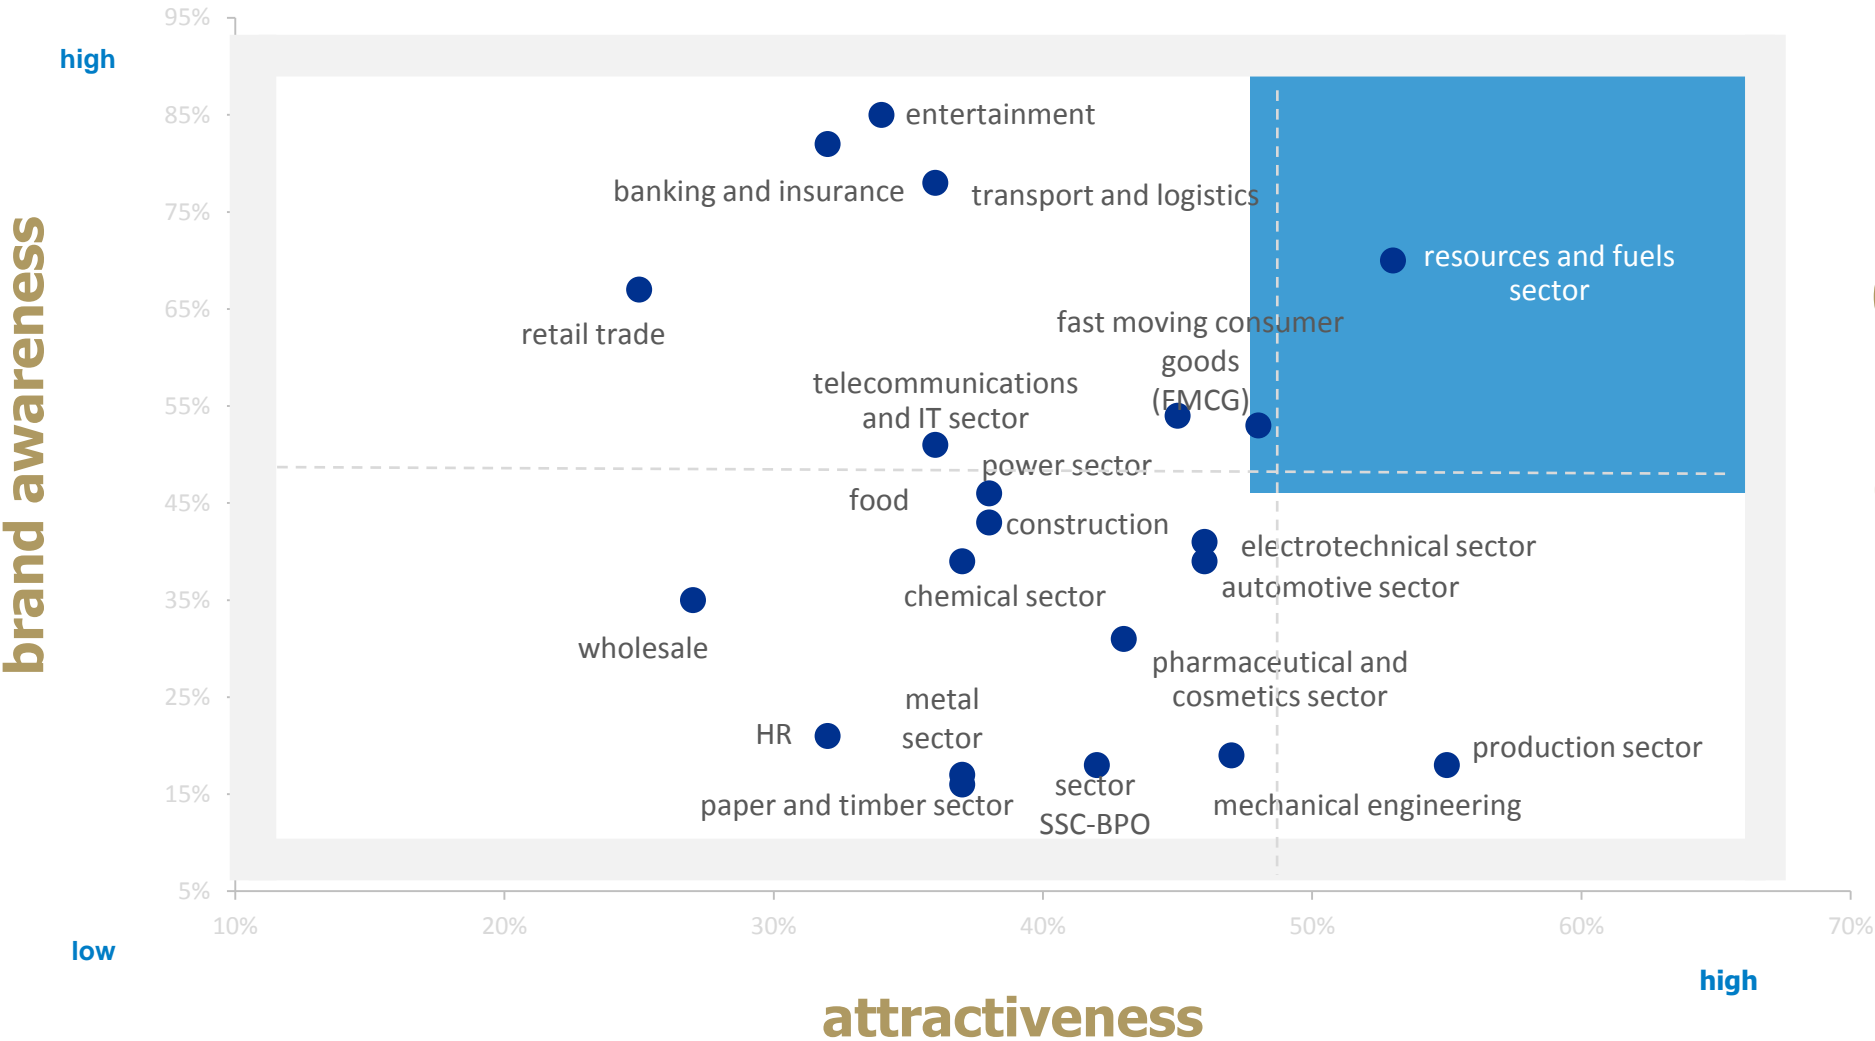 95%
high
85%
entertainment
banking and insurance
transport and logistics
75%
resources and fuels
sector
65%
fast moving consumer
goods
(FMCG)
retail trade
telecommunications
and IT sector
55%
power sector
45%
food
construction
electrotechnical sector
automotive sector
chemical sector
35%
wholesale
pharmaceutical and
cosmetics sector
25%
metal
sector
HR
production sector
15%
paper and timber sector
sector
SSC-BPO
mechanical engineering
5%
brand awareness
10%
20%
30%
40%
50%
60%
70%
low
high
attractiveness